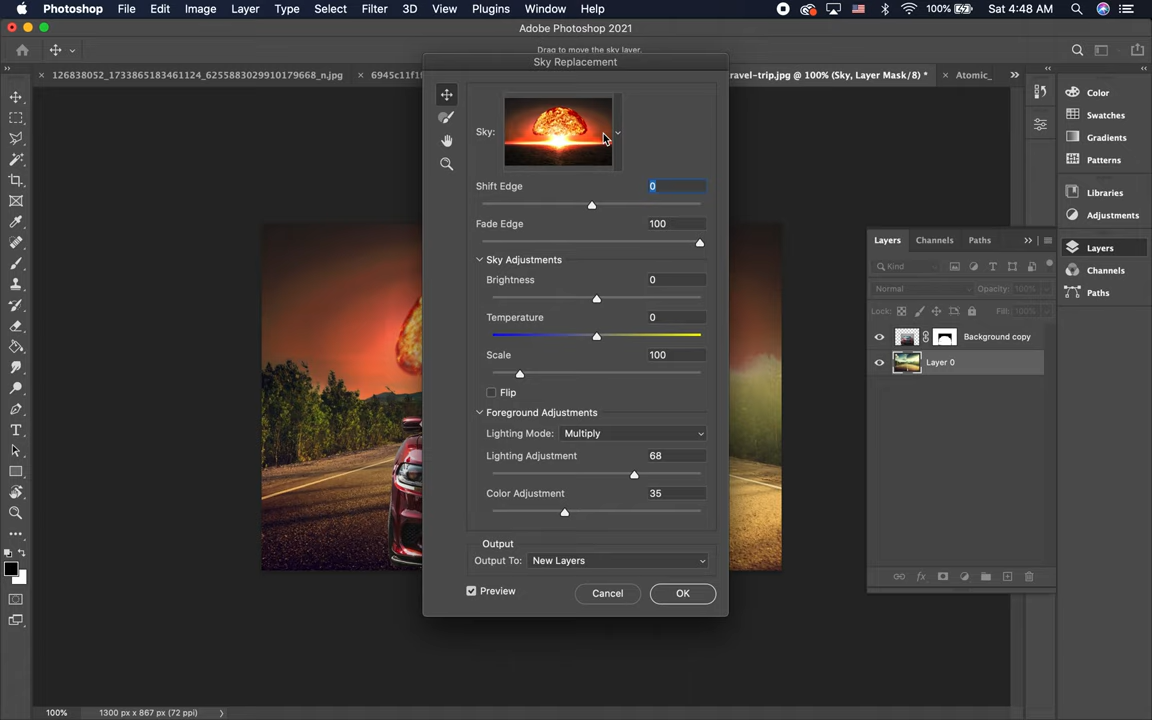 Photoshop File Edit Image Layer Type Select Filter 3D View Plugins Window Help 100% Sat 4:48 AM
Adobe Photoshop 2021
Drag to move the sky layer.
126838052_1733865183461124_6255883029910179668_n.jpg
6945c11f1
ravel-trip.jpg @ 100% (Sky, Layer Mask/8) *
Atomic_
Sky Replacement
Sky:
Shift Edge 0
Fade Edge 100
Sky Adjustments
Brightness 0
Temperature 0
Scale 100
Flip
Foreground Adjustments
Lighting Mode: Multiply
Lighting Adjustment 68
Color Adjustment 35
Output
Output To: New Layers
Preview
Cancel
OK
Color
Swatches
Gradients
Patterns
Libraries
Adjustments
Layers
Channels
Paths
Layers Channels Paths
Kind
Normal Opacity: 100%
Lock: Fill: 100%
Background copy
Layer 0
fx
100% 1300 px x 867 px (72 ppi)